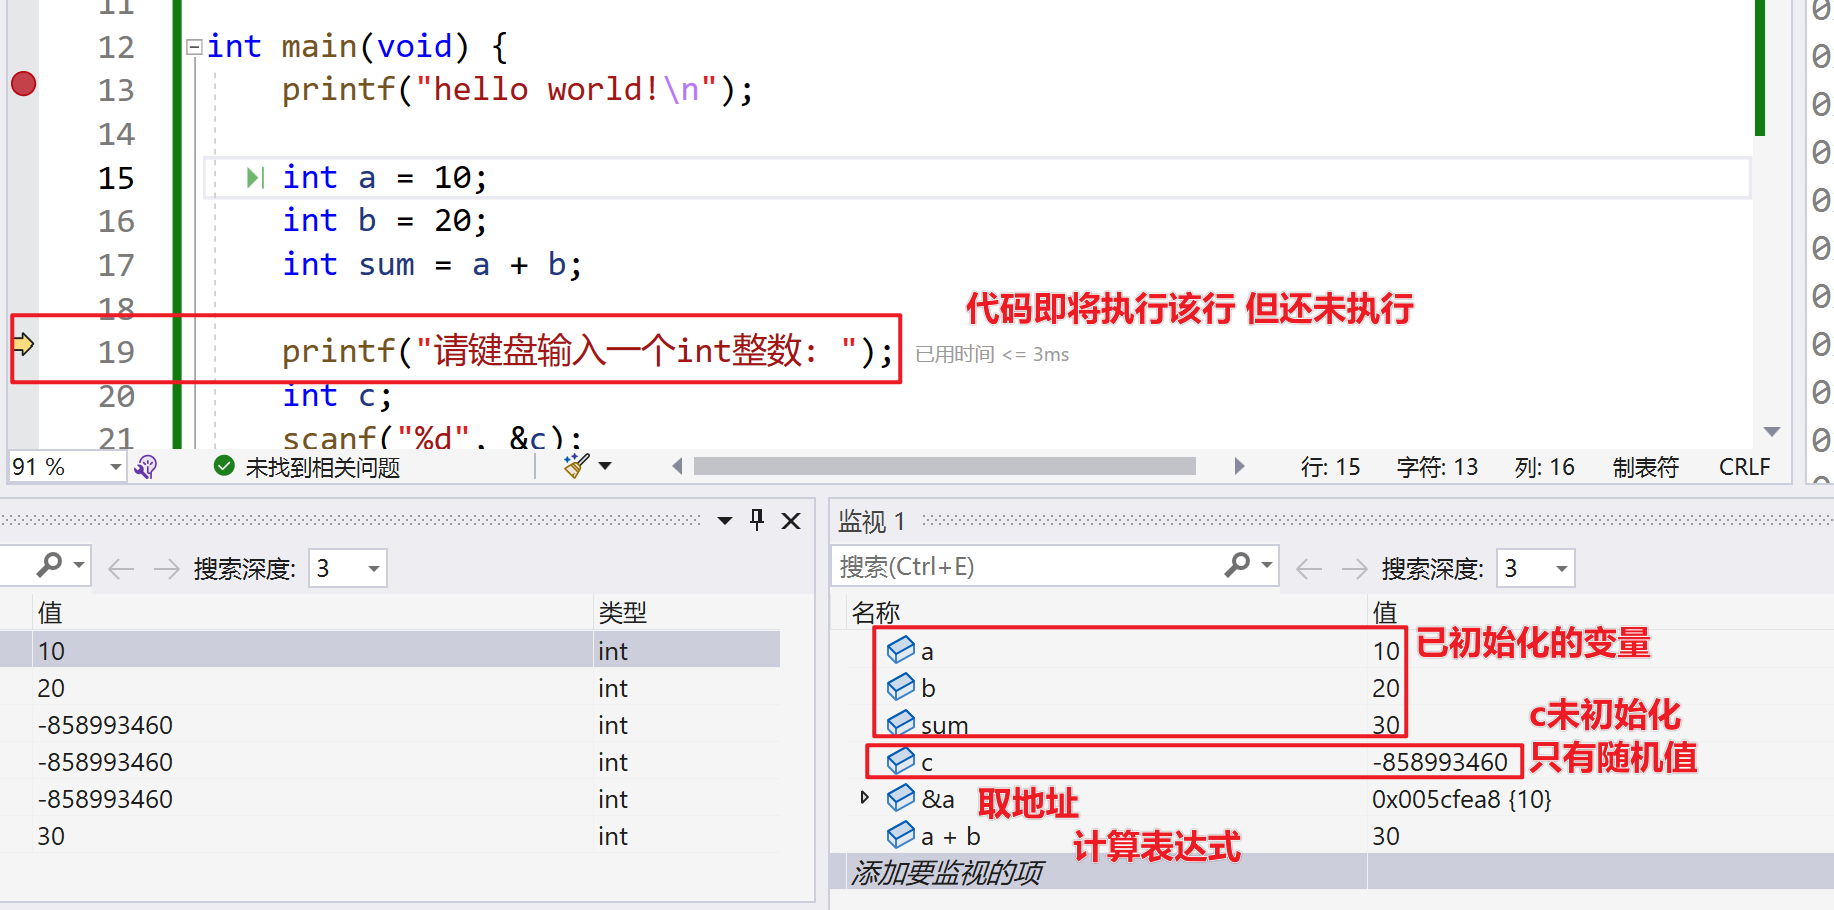 11
12 int main(void) {
13 printf("hello world!\n");
14
15 int a = 10;
16 int b = 20;
17 int sum = a + b;
18
代码即将执行该行 但还未执行
19 printf("请键盘输入一个int整数: "); 已用时间 <= 3ms
20 int c;
21 scanf("%d", &c);
91 % 未找到相关问题 行: 15 字符: 13 列: 16 制表符 CRLF
搜索深度: 3
值 类型
10 int
20 int
-858993460 int
-858993460 int
-858993460 int
30 int
监视 1
搜索(Ctrl+E) 搜索深度: 3
名称 值
a 10 已初始化的变量
b 20
sum 30
c未初始化
只有随机值
c -858993460
&a 取地址 0x005cfea8 {10}
a + b 计算表达式 30
添加要监视的项